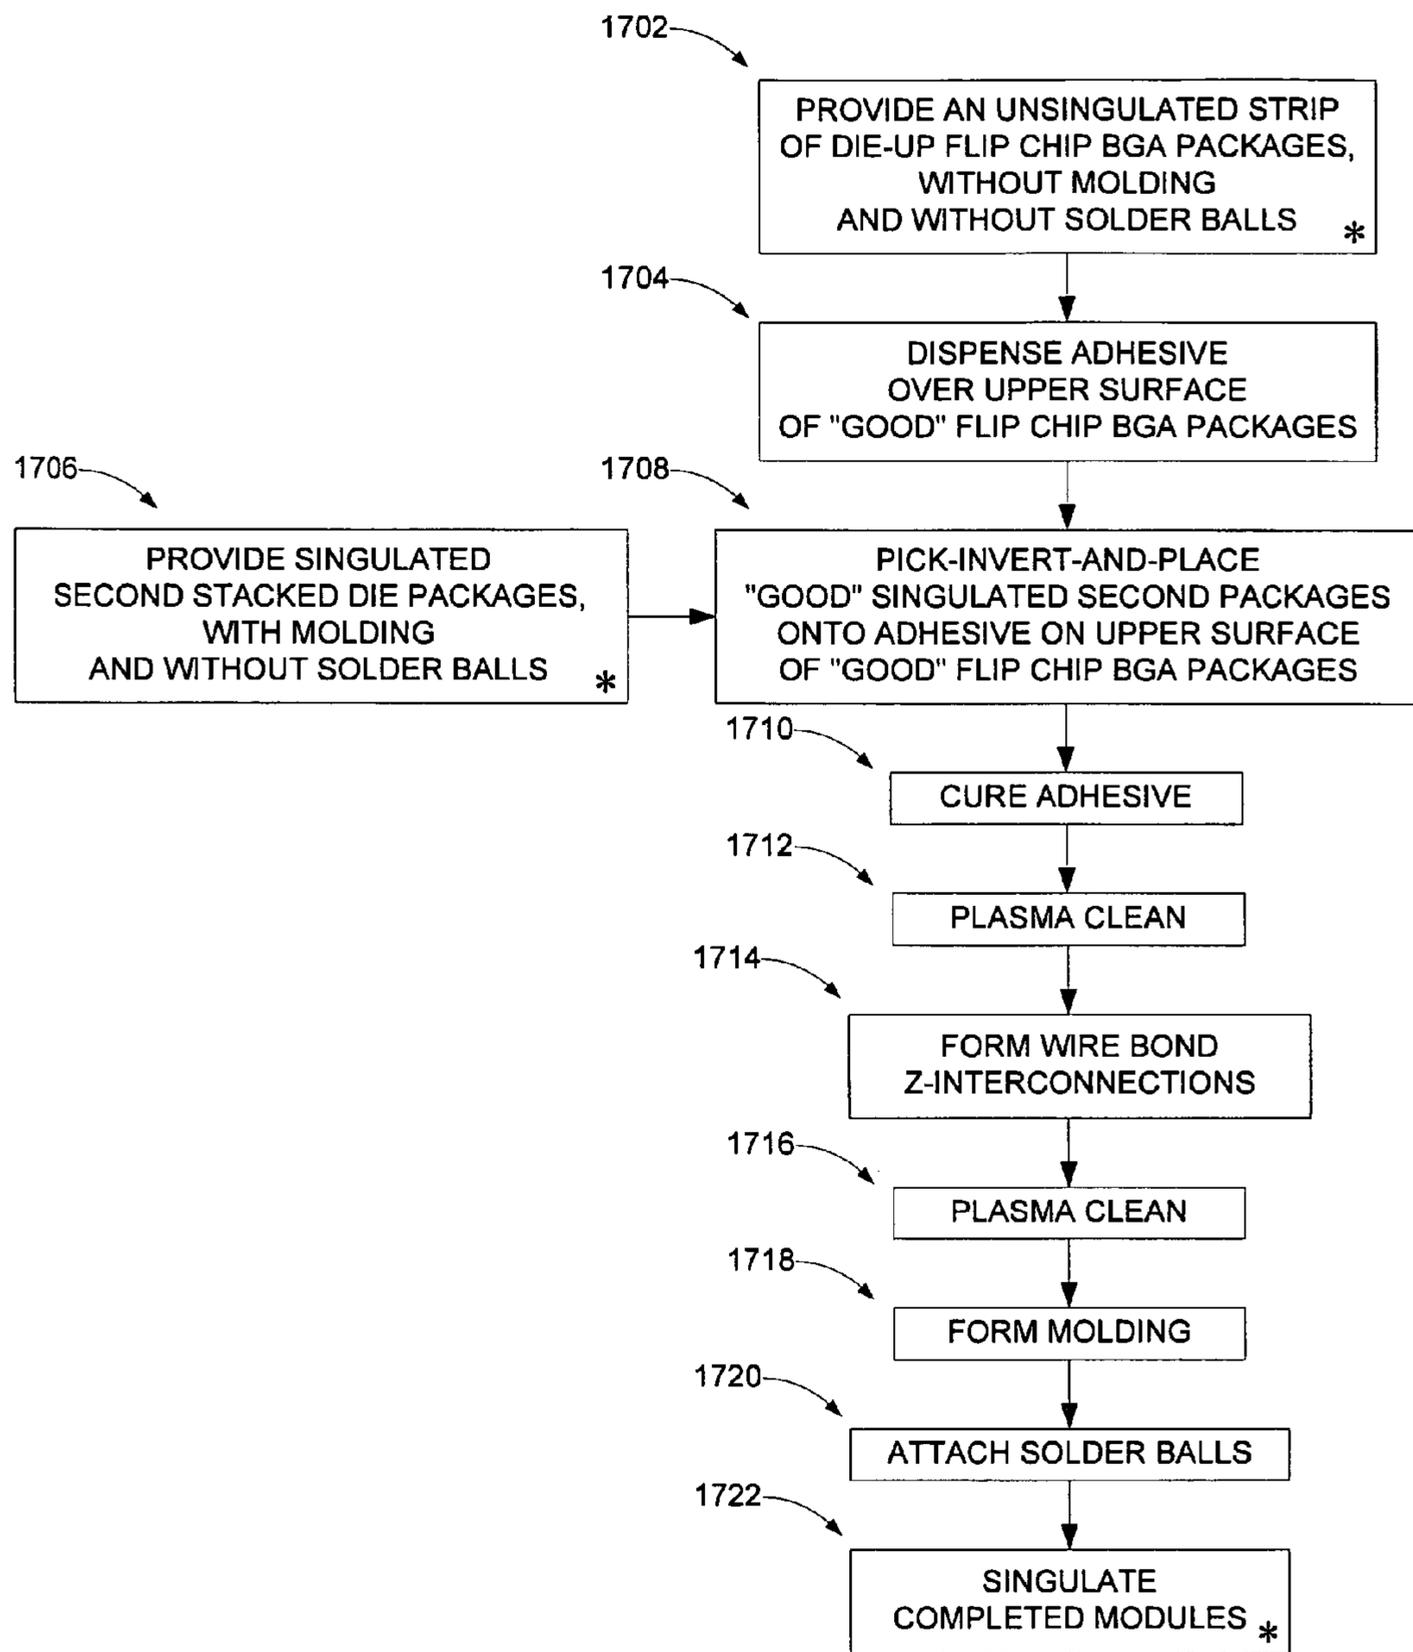 1702
PROVIDE AN UNSINGULATED STRIP
OF DIE-UP FLIP CHIP BGA PACKAGES,
WITHOUT MOLDING
AND WITHOUT SOLDER BALLS *
1704
DISPENSE ADHESIVE
OVER UPPER SURFACE
OF "GOOD" FLIP CHIP BGA PACKAGES
1706
PROVIDE SINGULATED
SECOND STACKED DIE PACKAGES,
WITH MOLDING
AND WITHOUT SOLDER BALLS *
1708
PICK-INVERT-AND-PLACE
"GOOD" SINGULATED SECOND PACKAGES
ONTO ADHESIVE ON UPPER SURFACE
OF "GOOD" FLIP CHIP BGA PACKAGES
1710
CURE ADHESIVE
1712
PLASMA CLEAN
1714
FORM WIRE BOND
Z-INTERCONNECTIONS
1716
PLASMA CLEAN
1718
FORM MOLDING
1720
ATTACH SOLDER BALLS
1722
SINGULATE
COMPLETED MODULES *